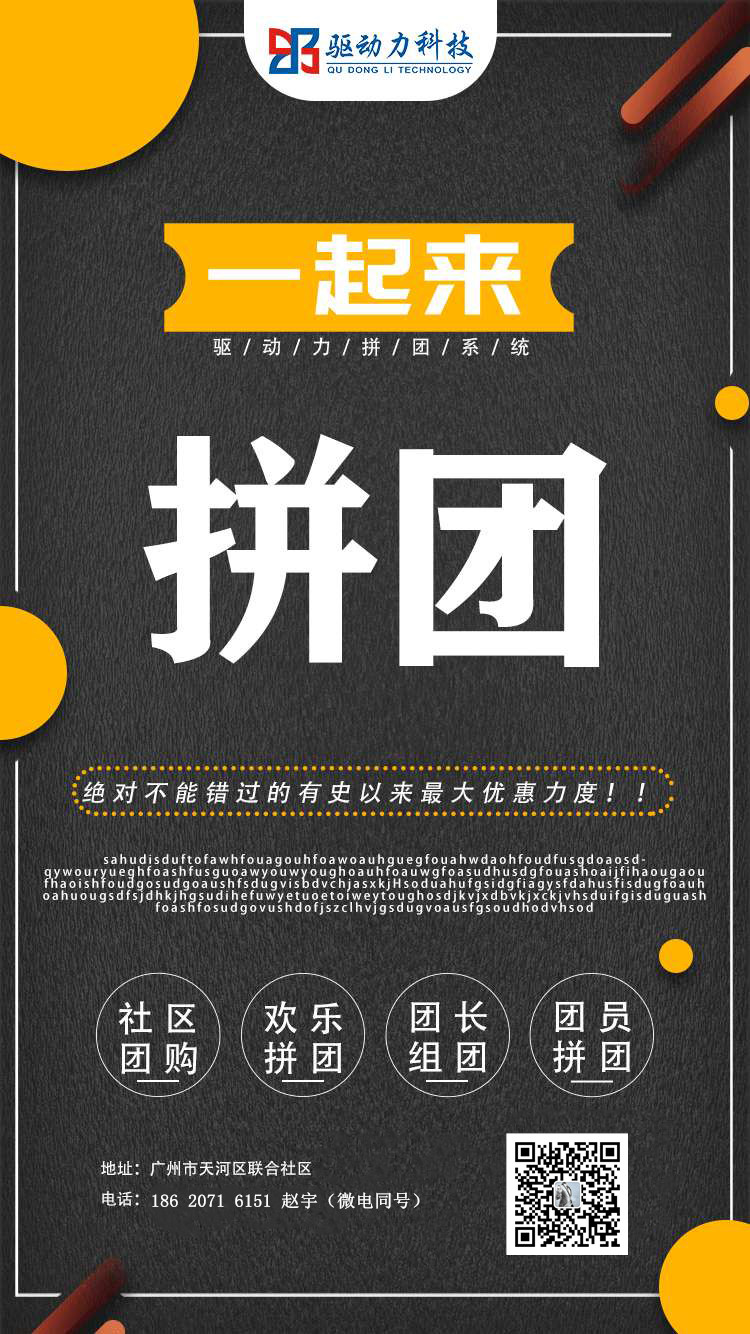 驱动力科技
QU DONG LI TECHNOLOGY
一起来
驱/动/力/拼/团/系/统
拼团
绝对不能错过的有史以来最大优惠力度！！
sahudisduftofawhfouagouhfoawoauhguegfouahwdaohfoudfusgdoaosd-
qywouryueghfoashfusguoawyouwyoughoauhfoauwgfoasudhusdgfouashoaijfihaougaou
fhaoishfoudgosudgoaushfsdugvisbdvchjasxkjHsoduahufgsidgfiagysfdahusfisdugfoauh
oahuougsdfsjdhkjhgsudihefuwyetuoetoiweytoughosdjkvjxdbvkjxckjvhsduifgisduguash
foashfosudgovushdofjszclhvjgsdugvoausfgsoudhodvhsod
社区 欢乐 团长 团员
团购 拼团 组团 拼团
地址：广州市天河区联合社区
电话：186 2071 6151 赵宇（微电同号）